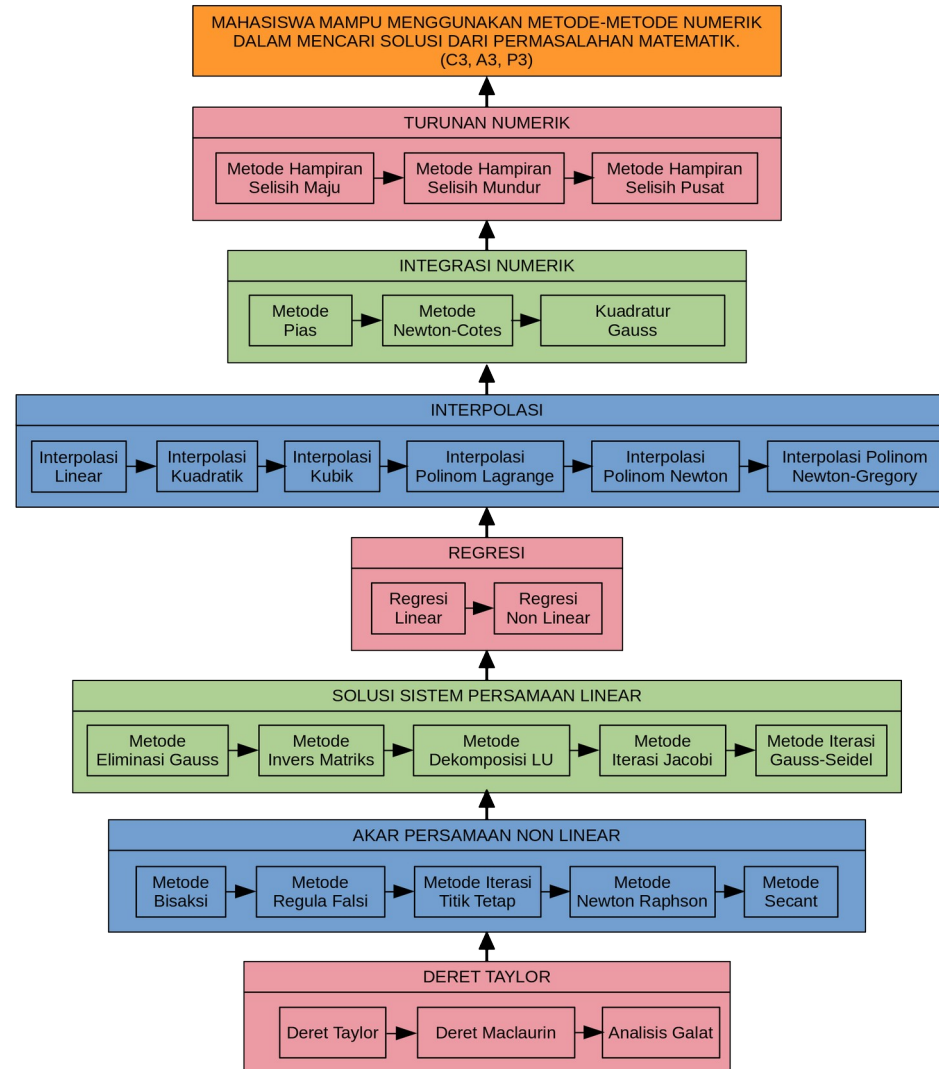 MAHASISWA MAMPU MENGGUNAKAN METODE-METODE NUMERIK
DALAM MENCARI SOLUSI DARI PERMASALAHAN MATEMATIK.
(C3, A3, P3)
TURUNAN NUMERIK
Metode Hampiran
Selisih Maju
Metode Hampiran
Selisih Mundur
Metode Hampiran
Selisih Pusat
INTEGRASI NUMERIK
Metode
Pias
Metode
Newton-Cotes
Kuadratur
Gauss
INTERPOLASI
Interpolasi
Linear
Interpolasi
Kuadratik
Interpolasi
Kubik
Interpolasi
Polinom Lagrange
Interpolasi
Polinom Newton
Interpolasi Polinom
Newton-Gregory
REGRESI
Regresi
Linear
Regresi
Non Linear
SOLUSI SISTEM PERSAMAAN LINEAR
Metode
Eliminasi Gauss
Metode
Invers Matriks
Metode
Dekomposisi LU
Metode
Iterasi Jacobi
Metode Iterasi
Gauss-Seidel
AKAR PERSAMAAN NON LINEAR
Metode
Bisaksi
Metode
Regula Falsi
Metode Iterasi
Titik Tetap
Metode
Newton Raphson
Metode
Secant
DERET TAYLOR
Deret Taylor
Deret Maclaurin
Analisis Galat